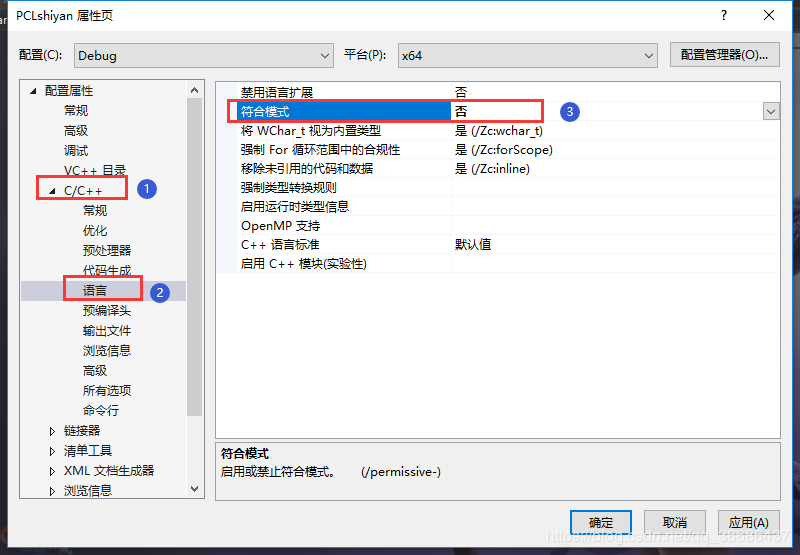 PCLshiyan 属性页
?
配置(C): Debug 平台(P): x64 配置管理器(O)...
配置属性
常规
高级
调试
VC++ 目录
C/C++ 1
常规
优化
预处理器
代码生成
语言 2
预编译头
输出文件
浏览信息
高级
所有选项
命令行
链接器
清单工具
XML 文档生成器
浏览信息
禁用语言扩展 否
符合模式 否 3
将 WChar_t 视为内置类型 是 (/Zc:wchar_t)
强制 For 循环范围中的合规性 是 (/Zc:forScope)
移除未引用的代码和数据 是 (/Zc:inline)
强制类型转换规则
启用运行时类型信息
OpenMP 支持
C++ 语言标准 默认值
启用 C++ 模块(实验性)
符合模式
启用或禁止符合模式。 (/permissive-)
确定 取消 应用(A)